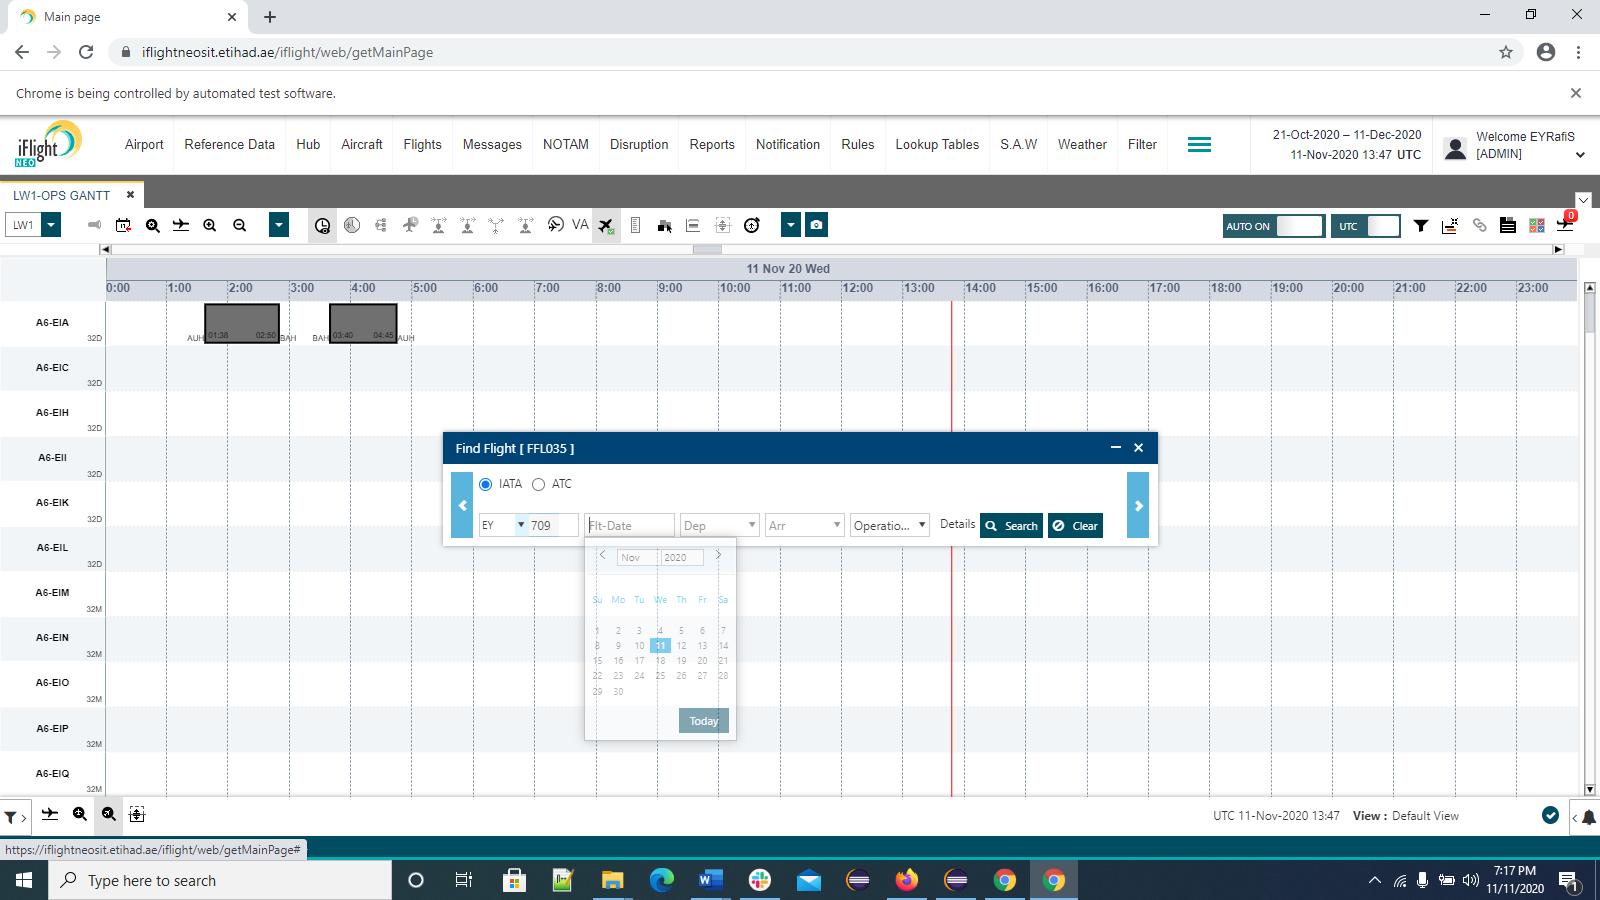 Main page
iflightneosit.etihad.ae/iflight/web/getMainPage
Chrome is being controlled by automated test software.
iFlight NEO
Airport Reference Data Hub Aircraft Flights Messages NOTAM Disruption Reports Notification Rules Lookup Tables S.A.W Weather Filter
21-Oct-2020 – 11-Dec-2020
11-Nov-2020 13:47 UTC
Welcome EYRafiS
[ADMIN]
LW1-OPS GANTT
LW1 VA AUTO ON UTC 0
11 Nov 20 Wed
0:00 1:00 2:00 3:00 4:00 5:00 6:00 7:00 8:00 9:00 10:00 11:00 12:00 13:00 14:00 15:00 16:00 17:00 18:00 19:00 20:00 21:00 22:00 23:00
A6-EIA
32D AUH 01:38 02:50 BAH BAH 03:40 04:45 AUH
A6-EIC
32D
A6-EIH
32D
A6-EII
32D
A6-EIK
32D
A6-EIL
32D
A6-EIM
32M
A6-EIN
32M
A6-EIO
32M
A6-EIP
32M
A6-EIQ
32M
Find Flight [ FFL035 ]
IATA ATC
EY 709 Flt-Date Dep Arr Operatio... Details Search Clear
Nov 2020
Su Mo Tu We Th Fr Sa
1 2 3 4 5 6 7
8 9 10 11 12 13 14
15 16 17 18 19 20 21
22 23 24 25 26 27 28
29 30
Today
UTC 11-Nov-2020 13:47 View : Default View
https://iflightneosit.etihad.ae/iflight/web/getMainPage#
Type here to search
7:17 PM
11/11/2020
1